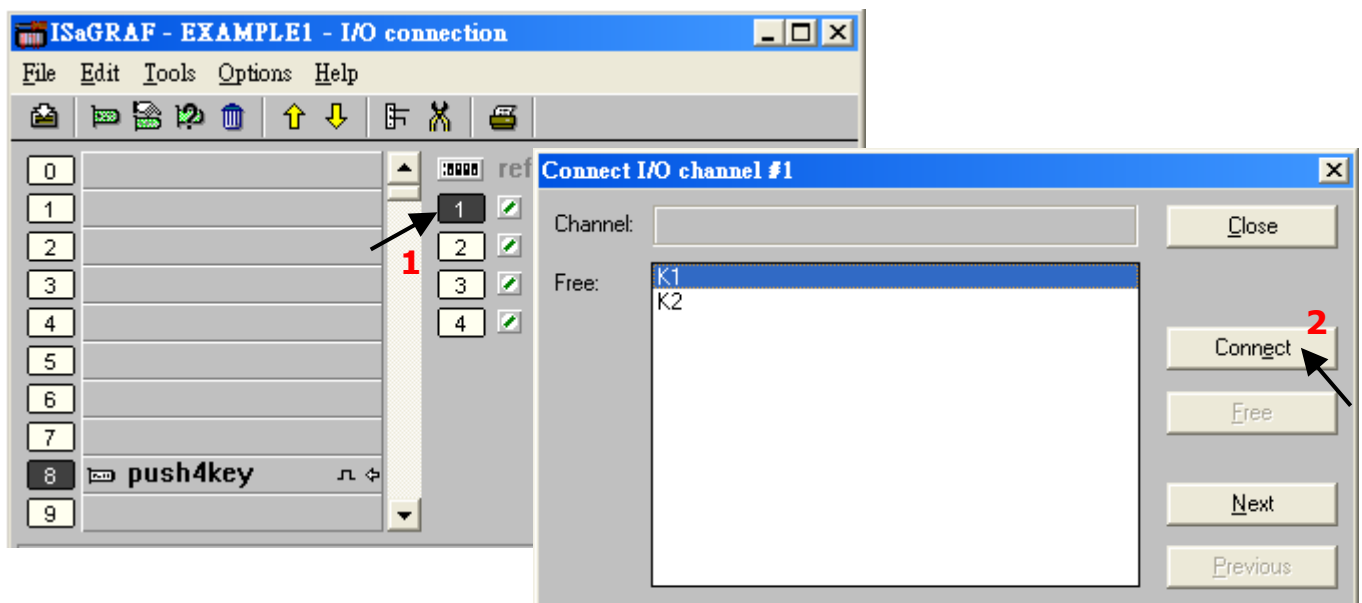 ISaGRAF - EXAMPLE1 - I/O connection
File Edit Tools Options Help
0
1
2
3
4
5
6
7
8 push4key
9
ref
1
2
3
4
1
Connect I/O channel #1
Channel:
Close
Free:
K1
K2
2
Connect
Free
Next
Previous